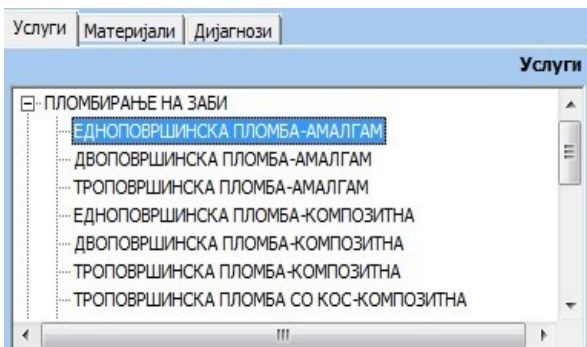 Услуги Материјали Дијагнози
Услуги
ПЛОМБИРАЊЕ НА ЗАБИ
ЕДНОПОВРШИНСКА ПЛОМБА-АМАЛГАМ
ДВОПОВРШИНСКА ПЛОМБА-АМАЛГАМ
ТРОПОВРШИНСКА ПЛОМБА-АМАЛГАМ
ЕДНОПОВРШИНСКА ПЛОМБА-КОМПОЗИТНА
ДВОПОВРШИНСКА ПЛОМБА-КОМПОЗИТНА
ТРОПОВРШИНСКА ПЛОМБА-КОМПОЗИТНА
ТРОПОВРШИНСКА ПЛОМБА СО КОС-КОМПОЗИТНА